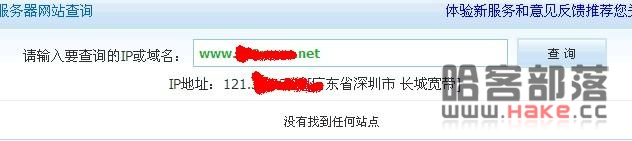 服务器网站查询 体验新服务和意见反馈推荐您关
请输入要查询的IP或域名： www. .net 查 询
IP地址： 121. 广东省深圳市 长城宽带]
哈客部落
www.Hake.cc
没有找到任何站点